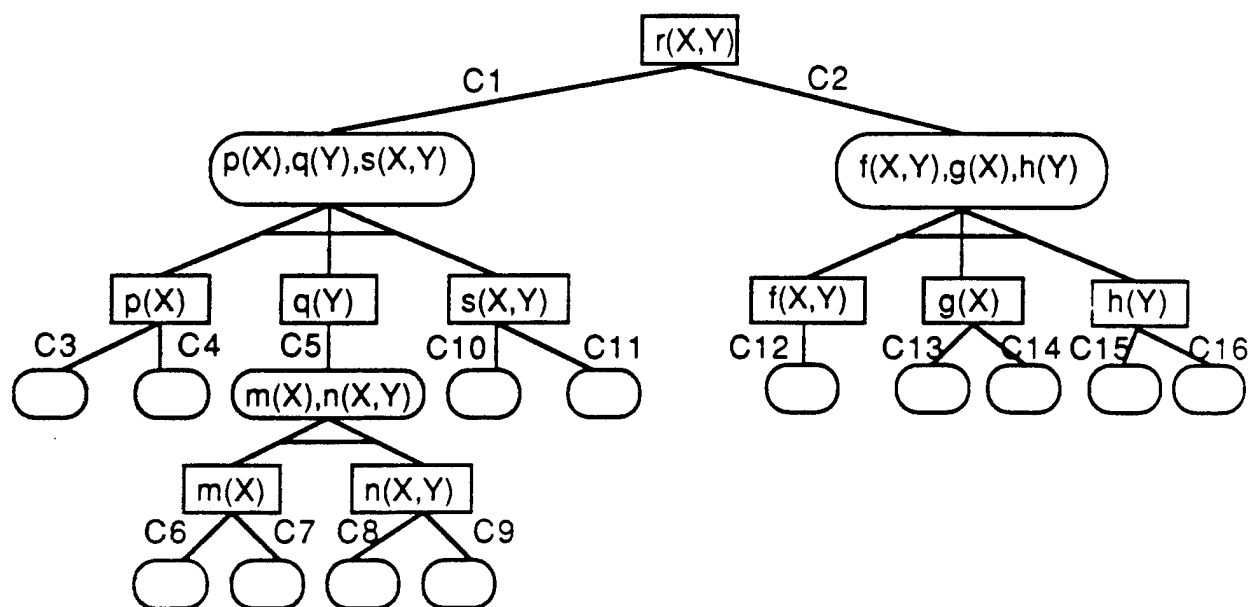 r(X,Y)
C1 C2
p(X),q(Y),s(X,Y) f(X,Y),g(X),h(Y)
p(X) q(Y) s(X,Y) f(X,Y) g(X) h(Y)
C3 C4 C5 C10 C11 C12 C13 C14 C15 C16
m(X),n(X,Y)
m(X) n(X,Y)
C6 C7 C8 C9